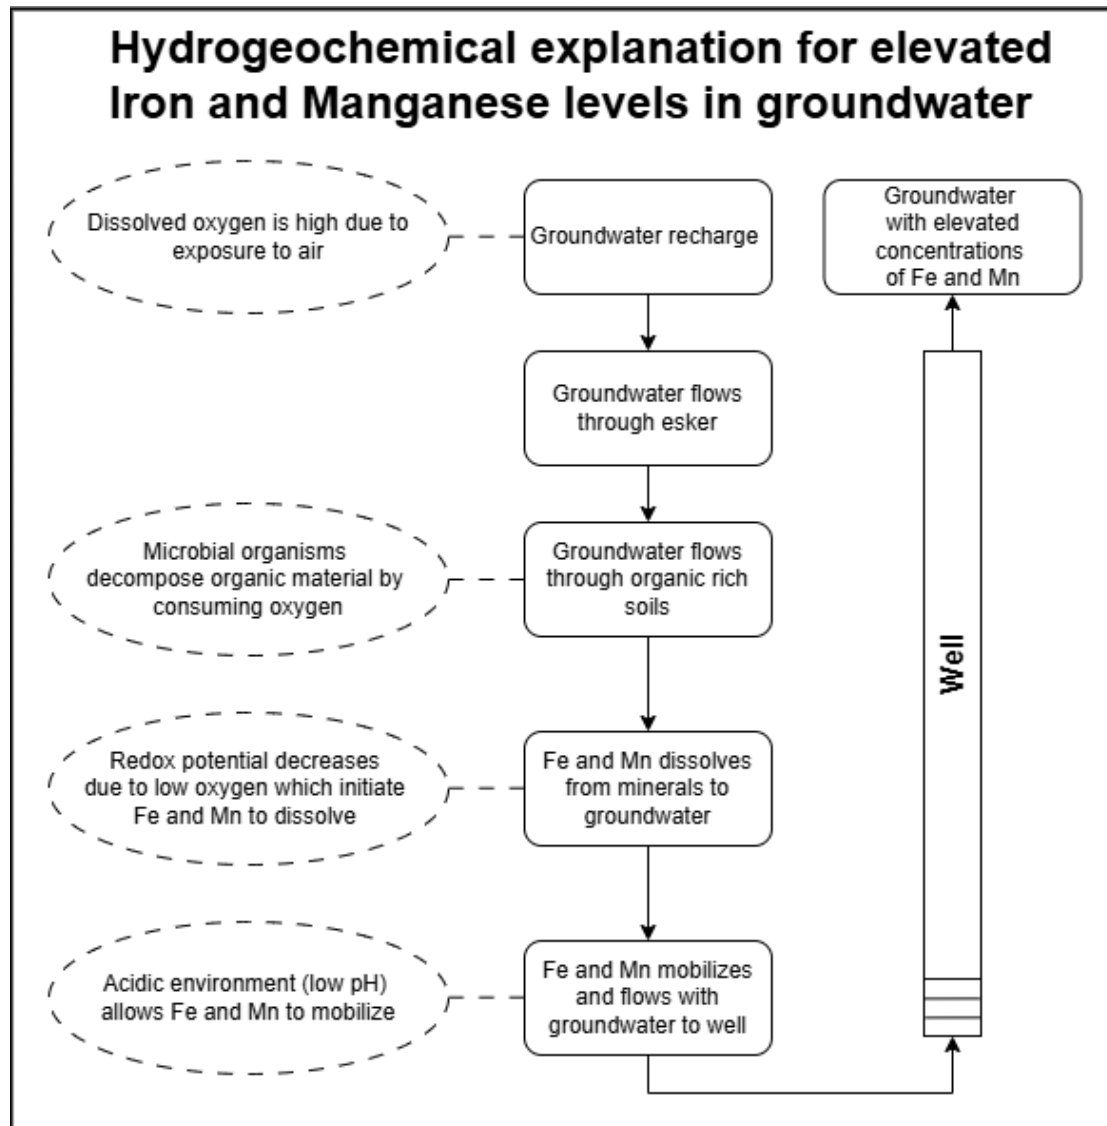 Hydrogeochemical explanation for elevated
Iron and Manganese levels in groundwater
Dissolved oxygen is high due to
exposure to air
Groundwater recharge
Groundwater
with elevated
concentrations
of Fe and Mn
Groundwater flows
through esker
Microbial organisms
decompose organic material by
consuming oxygen
Groundwater flows
through organic rich
soils
Well
Redox potential decreases
due to low oxygen which initiate
Fe and Mn to dissolve
Fe and Mn dissolves
from minerals to
groundwater
Acidic environment (low pH)
allows Fe and Mn to mobilize
Fe and Mn mobilizes
and flows with
groundwater to well